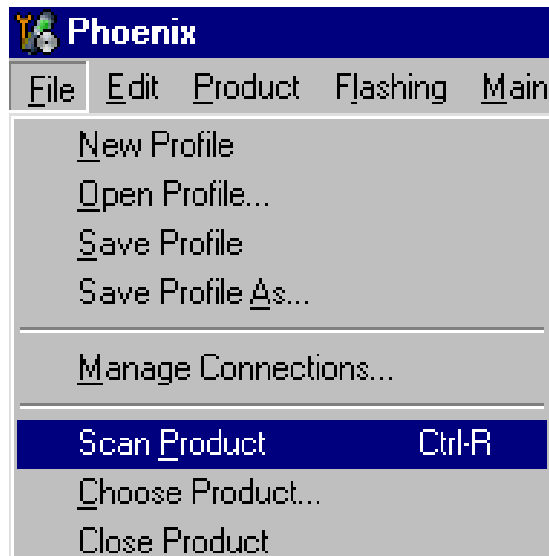 Phoenix
File Edit Product Flashing Main
New Profile
Open Profile...
Save Profile
Save Profile As...
Manage Connections...
Scan Product Ctrl-R
Choose Product...
Close Product